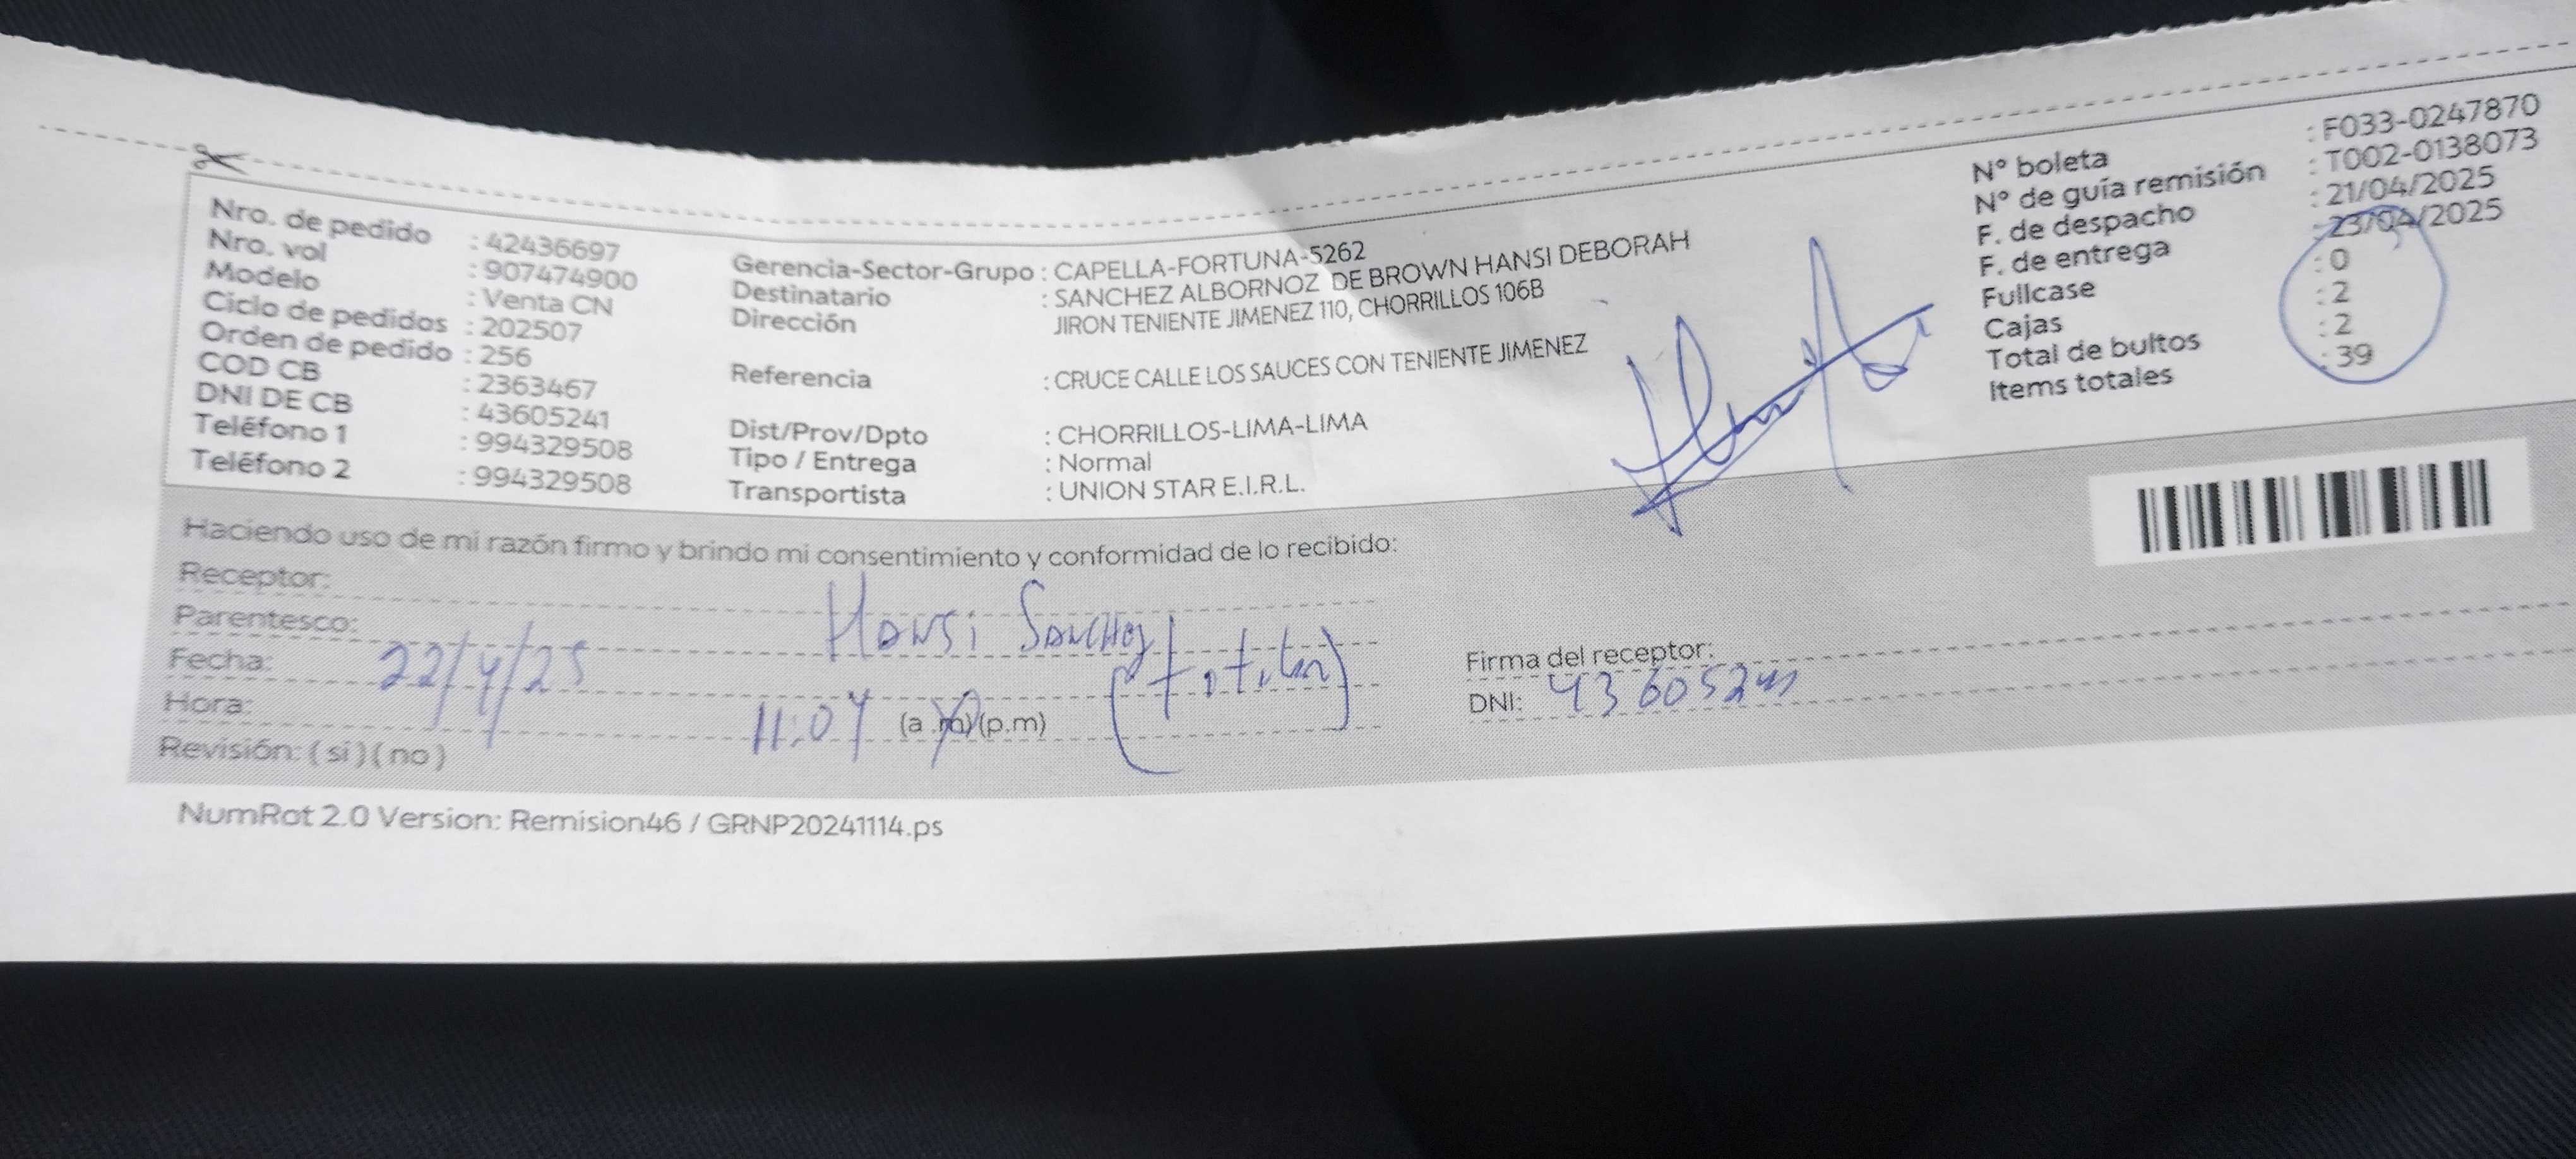 Nro. de pedido : 42436697
Nro. vol : 907474900
Modelo : Venta CN
Ciclo de pedidos : 202507
Orden de pedido : 256
COD CB : 2363467
DNI DE CB : 43605241
Teléfono 1 : 994329508
Teléfono 2 : 994329508
Gerencia-Sector-Grupo : CAPELLA-FORTUNA-5262
Destinatario : SANCHEZ ALBORNOZ DE BROWN HANSI DEBORAH
Dirección JIRON TENIENTE JIMENEZ 110, CHORRILLOS 106B
Referencia : CRUCE CALLE LOS SAUCES CON TENIENTE JIMENEZ
Dist/Prov/Dpto : CHORRILLOS-LIMA-LIMA
Tipo / Entrega : Normal
Transportista : UNION STAR E.I.R.L.
N° boleta : F033-0247870
N° de guía remisión : T002-0138073
F. de despacho : 21/04/2025
F. de entrega : 23/04/2025
Fullcase : 0
Cajas : 2
Total de bultos : 2
Items totales : 39
Haciendo uso de mi razón firmo y brindo mi consentimiento y conformidad de lo recibido:
Receptor: Hansi Sanchez
Parentesco: (titular)
Fecha: 22/4/25
Hora: 11:04 (a.m)(p.m)
Revisión: ( si ) ( no )
Firma del receptor:
DNI: 43605241
NumRot 2.0 Version: Remision46 / GRNP20241114.ps